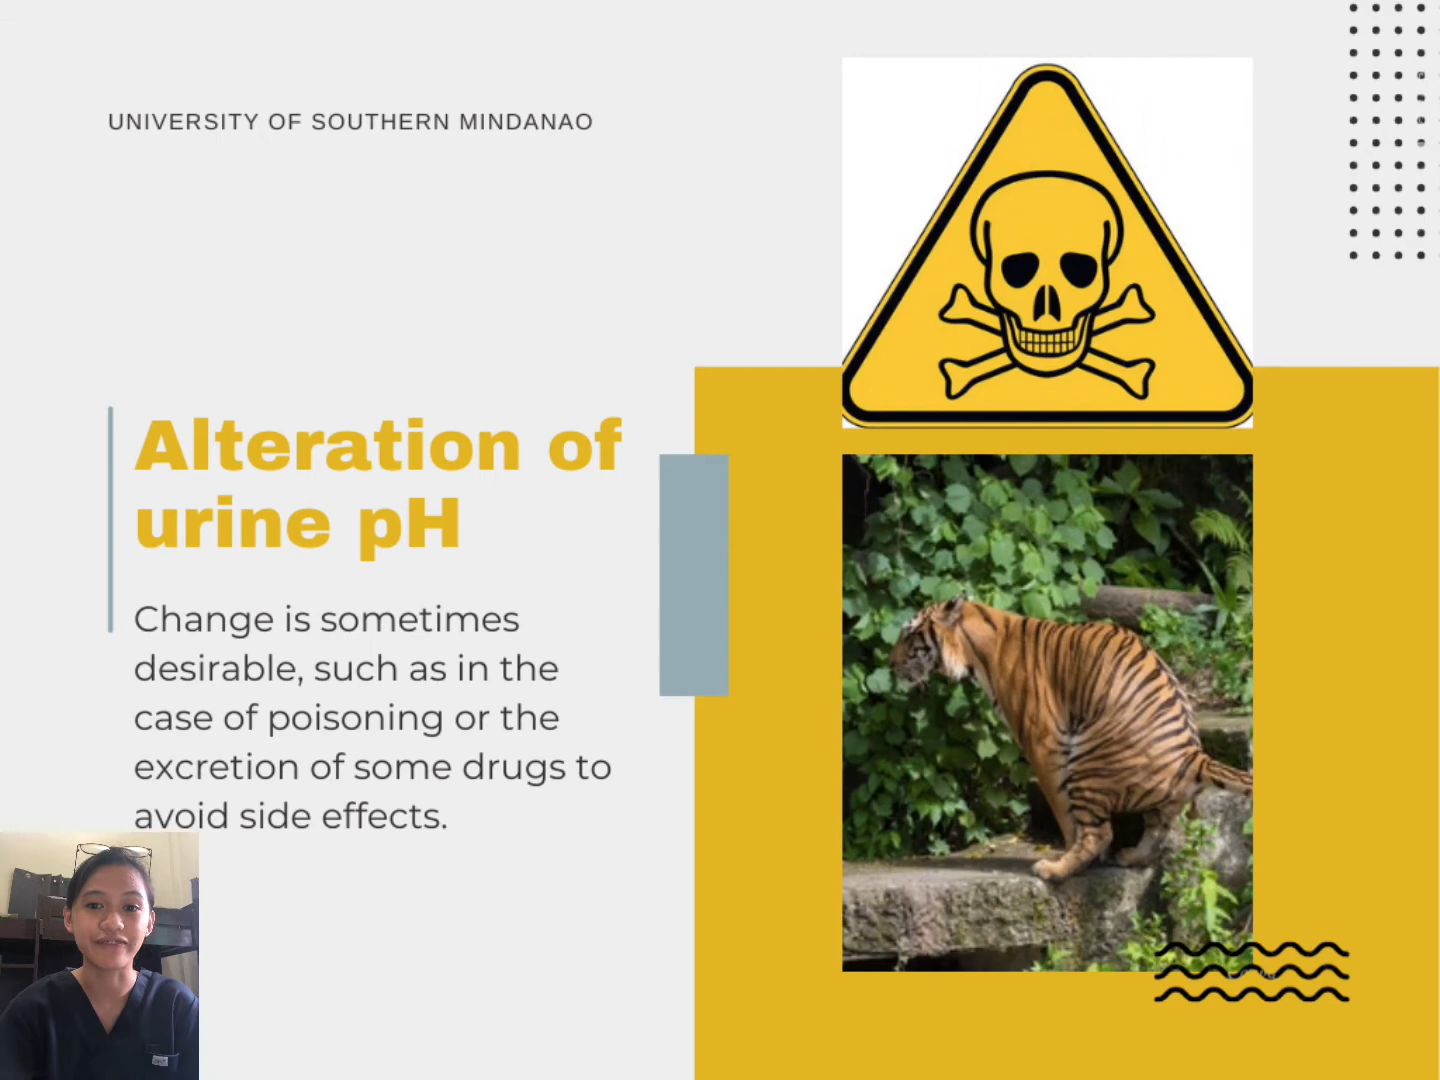 UNIVERSITY OF SOUTHERN MINDANAO
Alteration of
urine pH
Change is sometimes
desirable, such as in the
case of poisoning or the
excretion of some drugs to
avoid side effects.